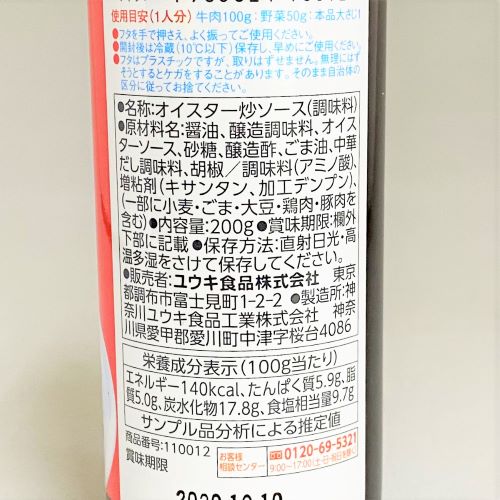 使用目安(1人分) 牛肉100g:野菜50g:本品大さじ1
●フタを手で押さえ、よく振ってご使用ください。
●開封後は冷蔵(10℃以下)保存し、早めにご使用ください。
●フタはプラスチックですが、取りはずせません。無理にはず
そうとするとケガをすることがあります。そのまま自治体の
区分に従ってお捨てください。
●名称:オイスター炒ソース(調味料)
●原材料名:醤油、醸造調味料、オイス
ターソース、砂糖、醸造酢、ごま油、中華
だし調味料、胡椒/調味料(アミノ酸)、
増粘剤(キサンタン、加工デンプン)、
(一部に小麦・ごま・大豆・鶏肉・豚肉を
含む)●内容量:200g●賞味期限:欄外
下部に記載●保存方法:直射日光・高
温多湿をさけて保存してください。
●販売者:ユウキ食品株式会社 東京
都調布市富士見町1-2-2 ●製造所:神
奈川ユウキ食品工業株式会社 神奈
川県愛甲郡愛川町中津字桜台4086
栄養成分表示(100g当たり)
エネルギー140kcal、たんぱく質5.9g、脂
質5.0g、炭水化物17.8g、食塩相当量9.7g
サンプル品分析による推定値
商品番号:110012
賞味期限
お客様
相談センター
0120-69-5321
9:00~17:00(土・日・祝日を除く)